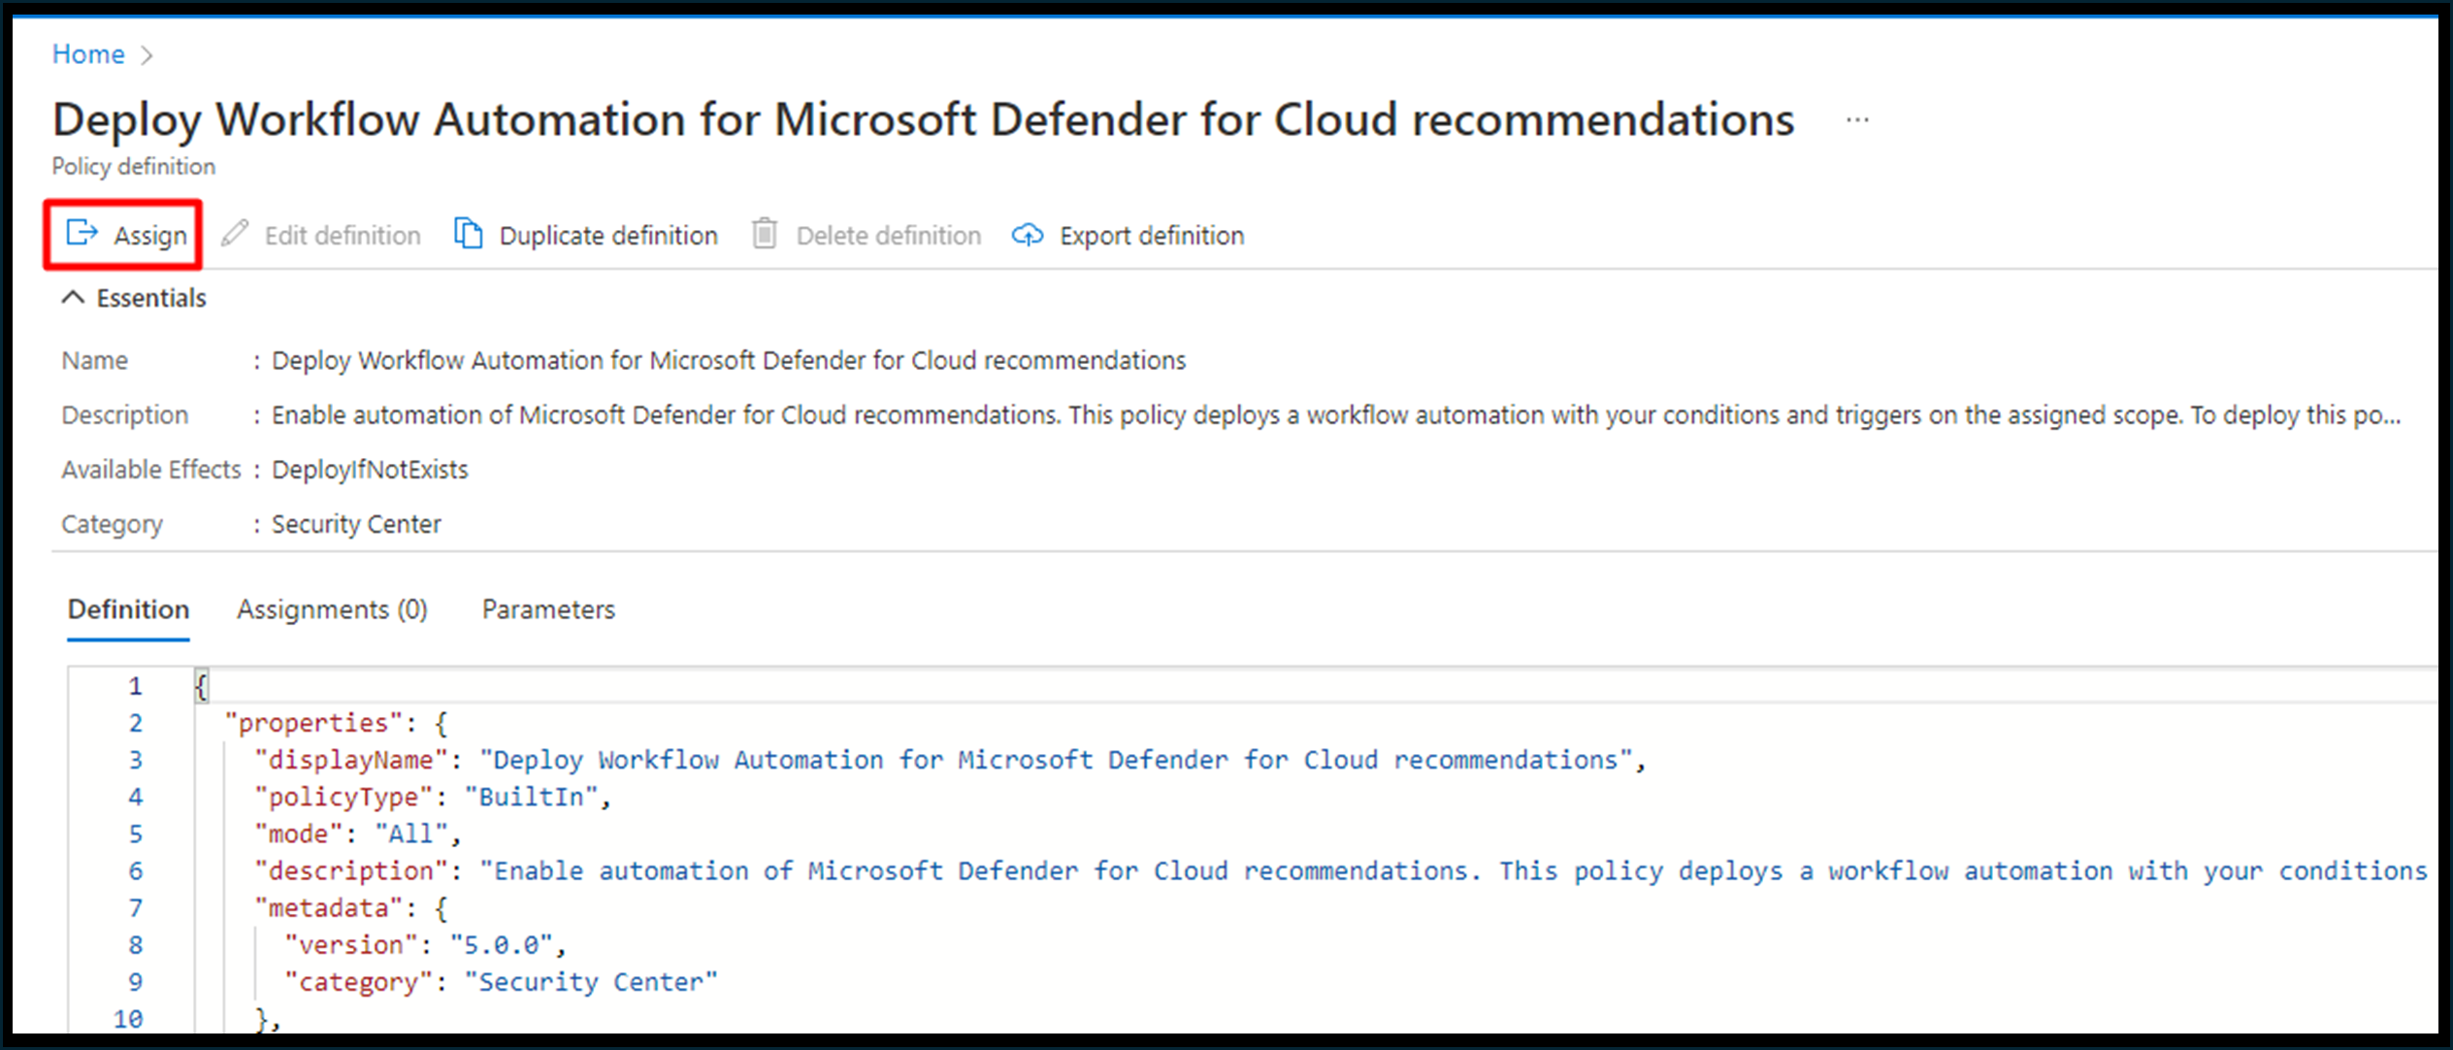 Home >
Deploy Workflow Automation for Microsoft Defender for Cloud recommendations ...
Policy definition
Assign Edit definition Duplicate definition Delete definition Export definition
Essentials
Name : Deploy Workflow Automation for Microsoft Defender for Cloud recommendations
Description : Enable automation of Microsoft Defender for Cloud recommendations. This policy deploys a workflow automation with your conditions and triggers on the assigned scope. To deploy this po...
Available Effects : DeployIfNotExists
Category : Security Center
Definition Assignments (0) Parameters
1 {
2 "properties": {
3 "displayName": "Deploy Workflow Automation for Microsoft Defender for Cloud recommendations",
4 "policyType": "BuiltIn",
5 "mode": "All",
6 "description": "Enable automation of Microsoft Defender for Cloud recommendations. This policy deploys a workflow automation with your conditions
7 "metadata": {
8 "version": "5.0.0",
9 "category": "Security Center"
10 },